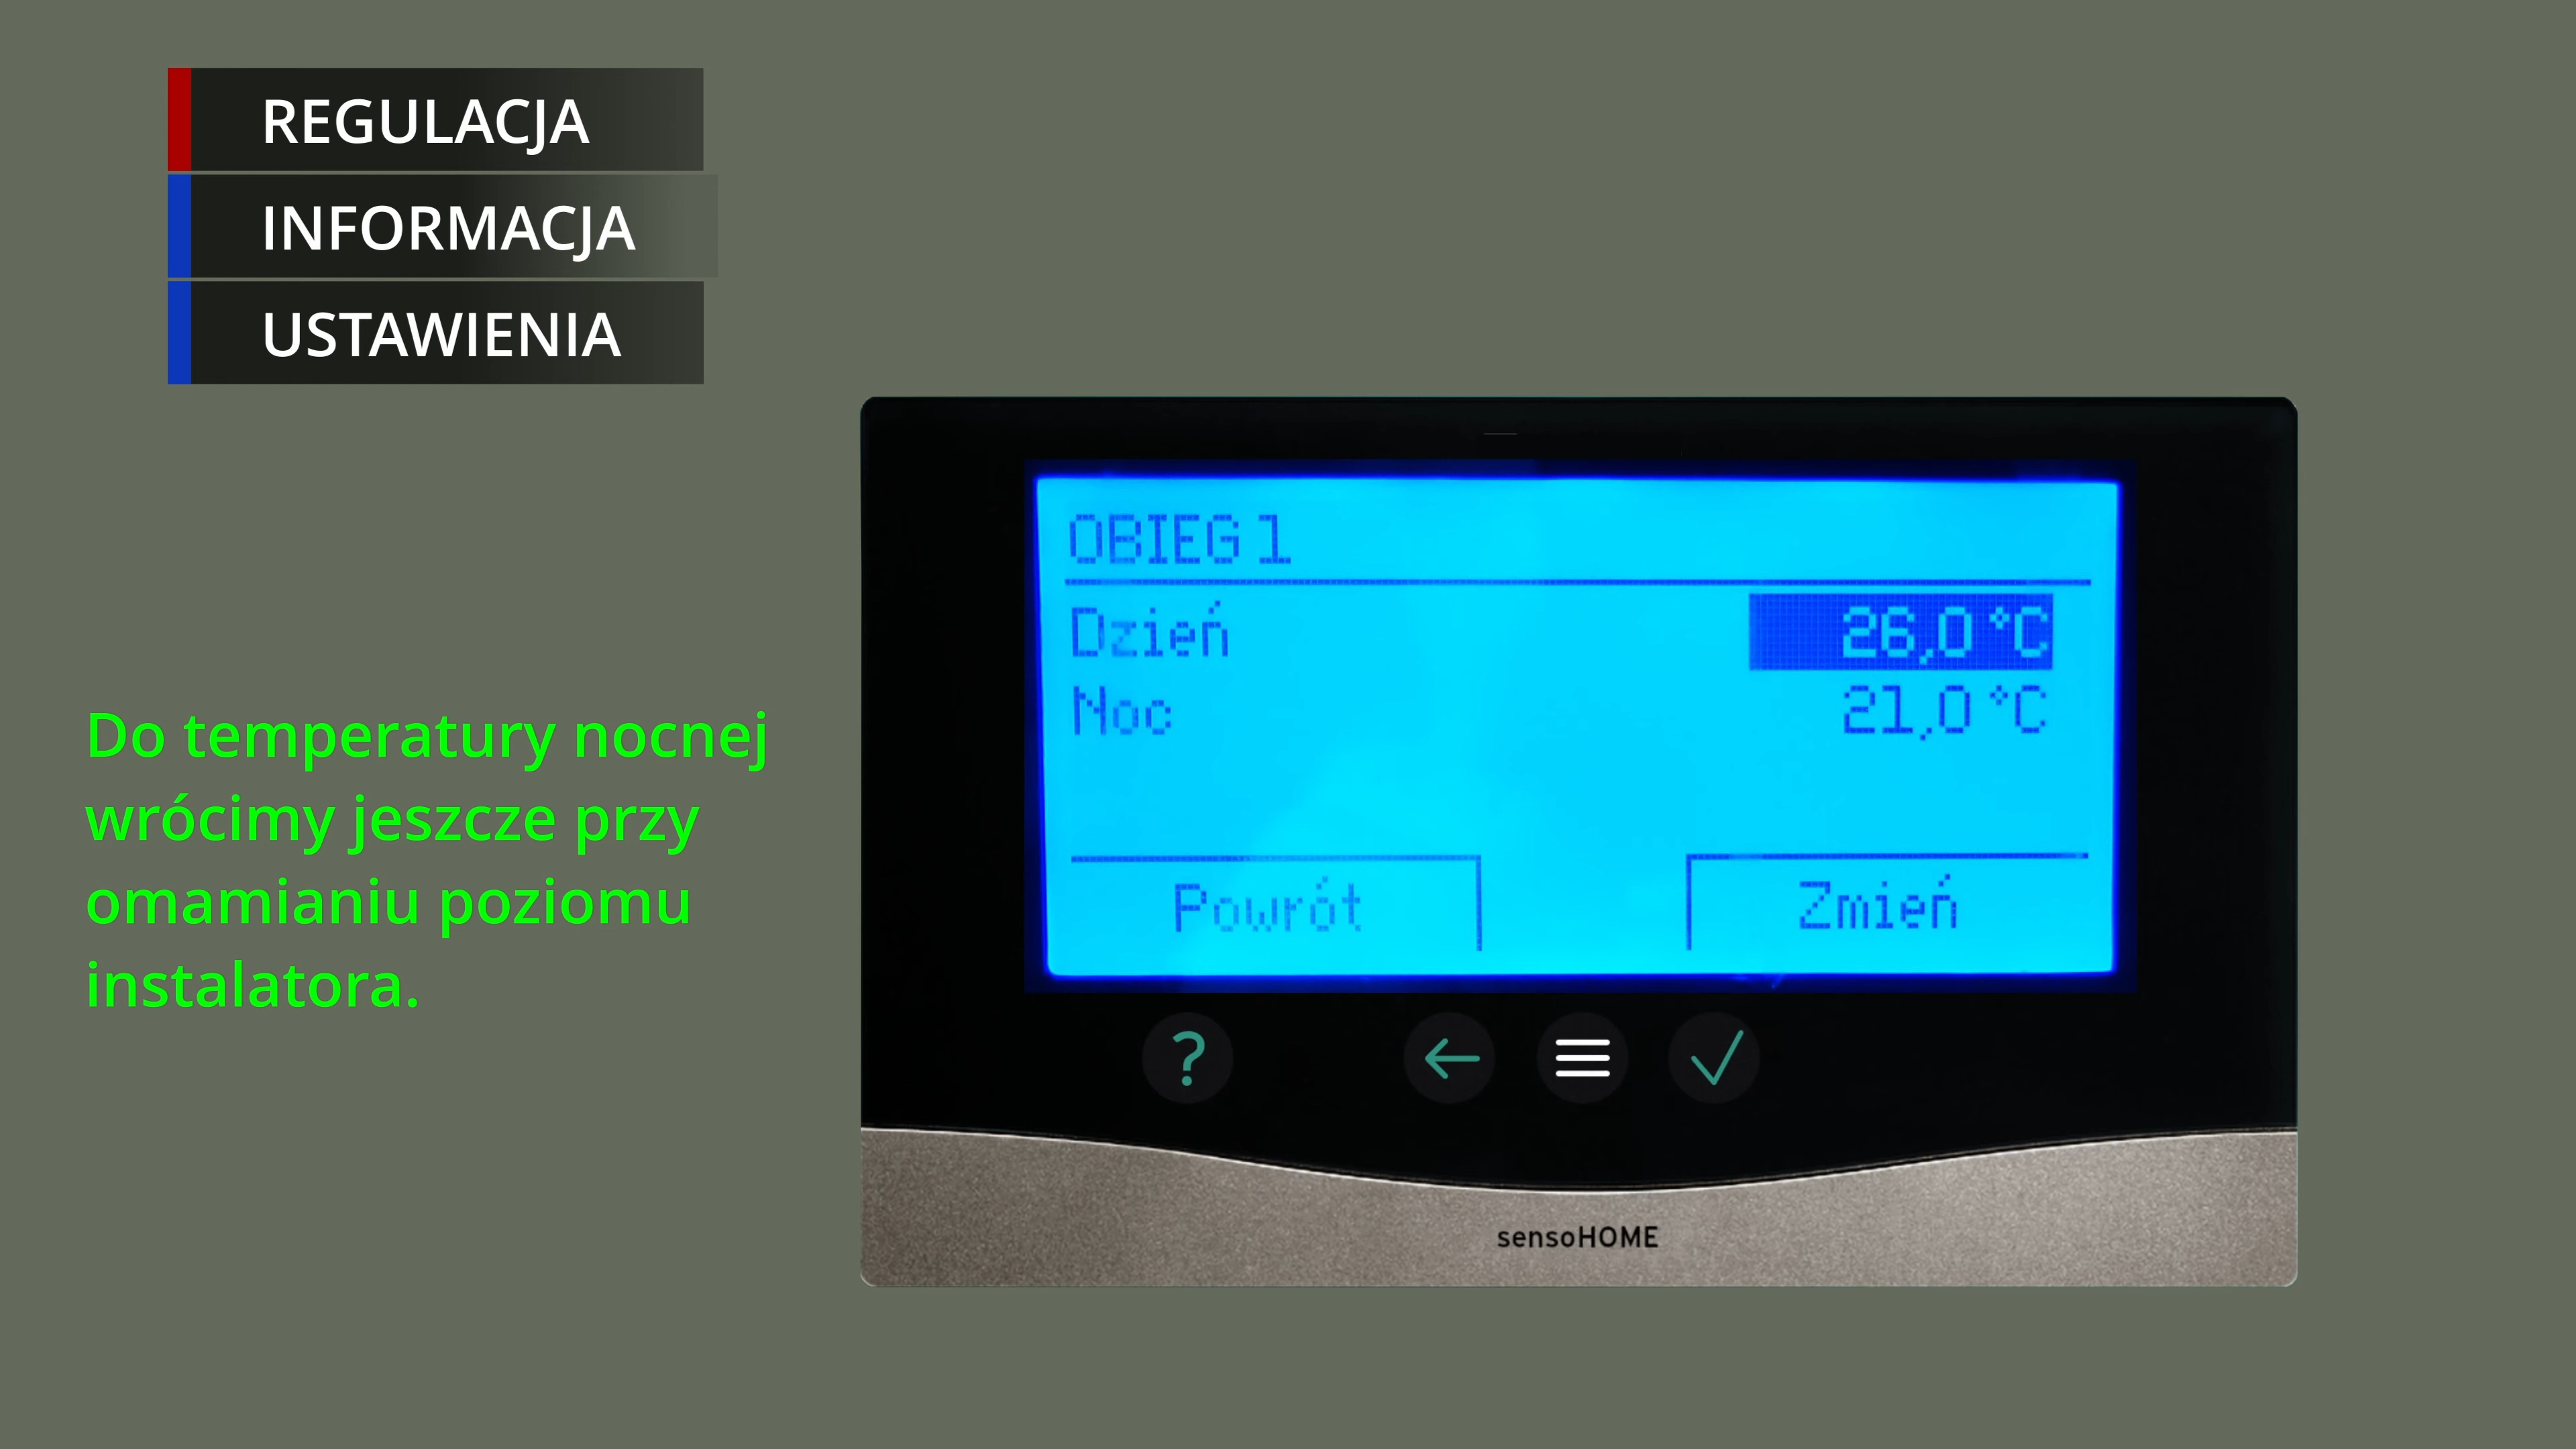 REGULACJA
INFORMACJA
USTAWIENIA
Do temperatury nocnej
wrócimy jeszcze przy
omamianiu poziomu
instalatora.
OBIEG 1
Dzień 26,0 °C
Noc 21,0 °C
Powrót Zmień
?
sensoHOME